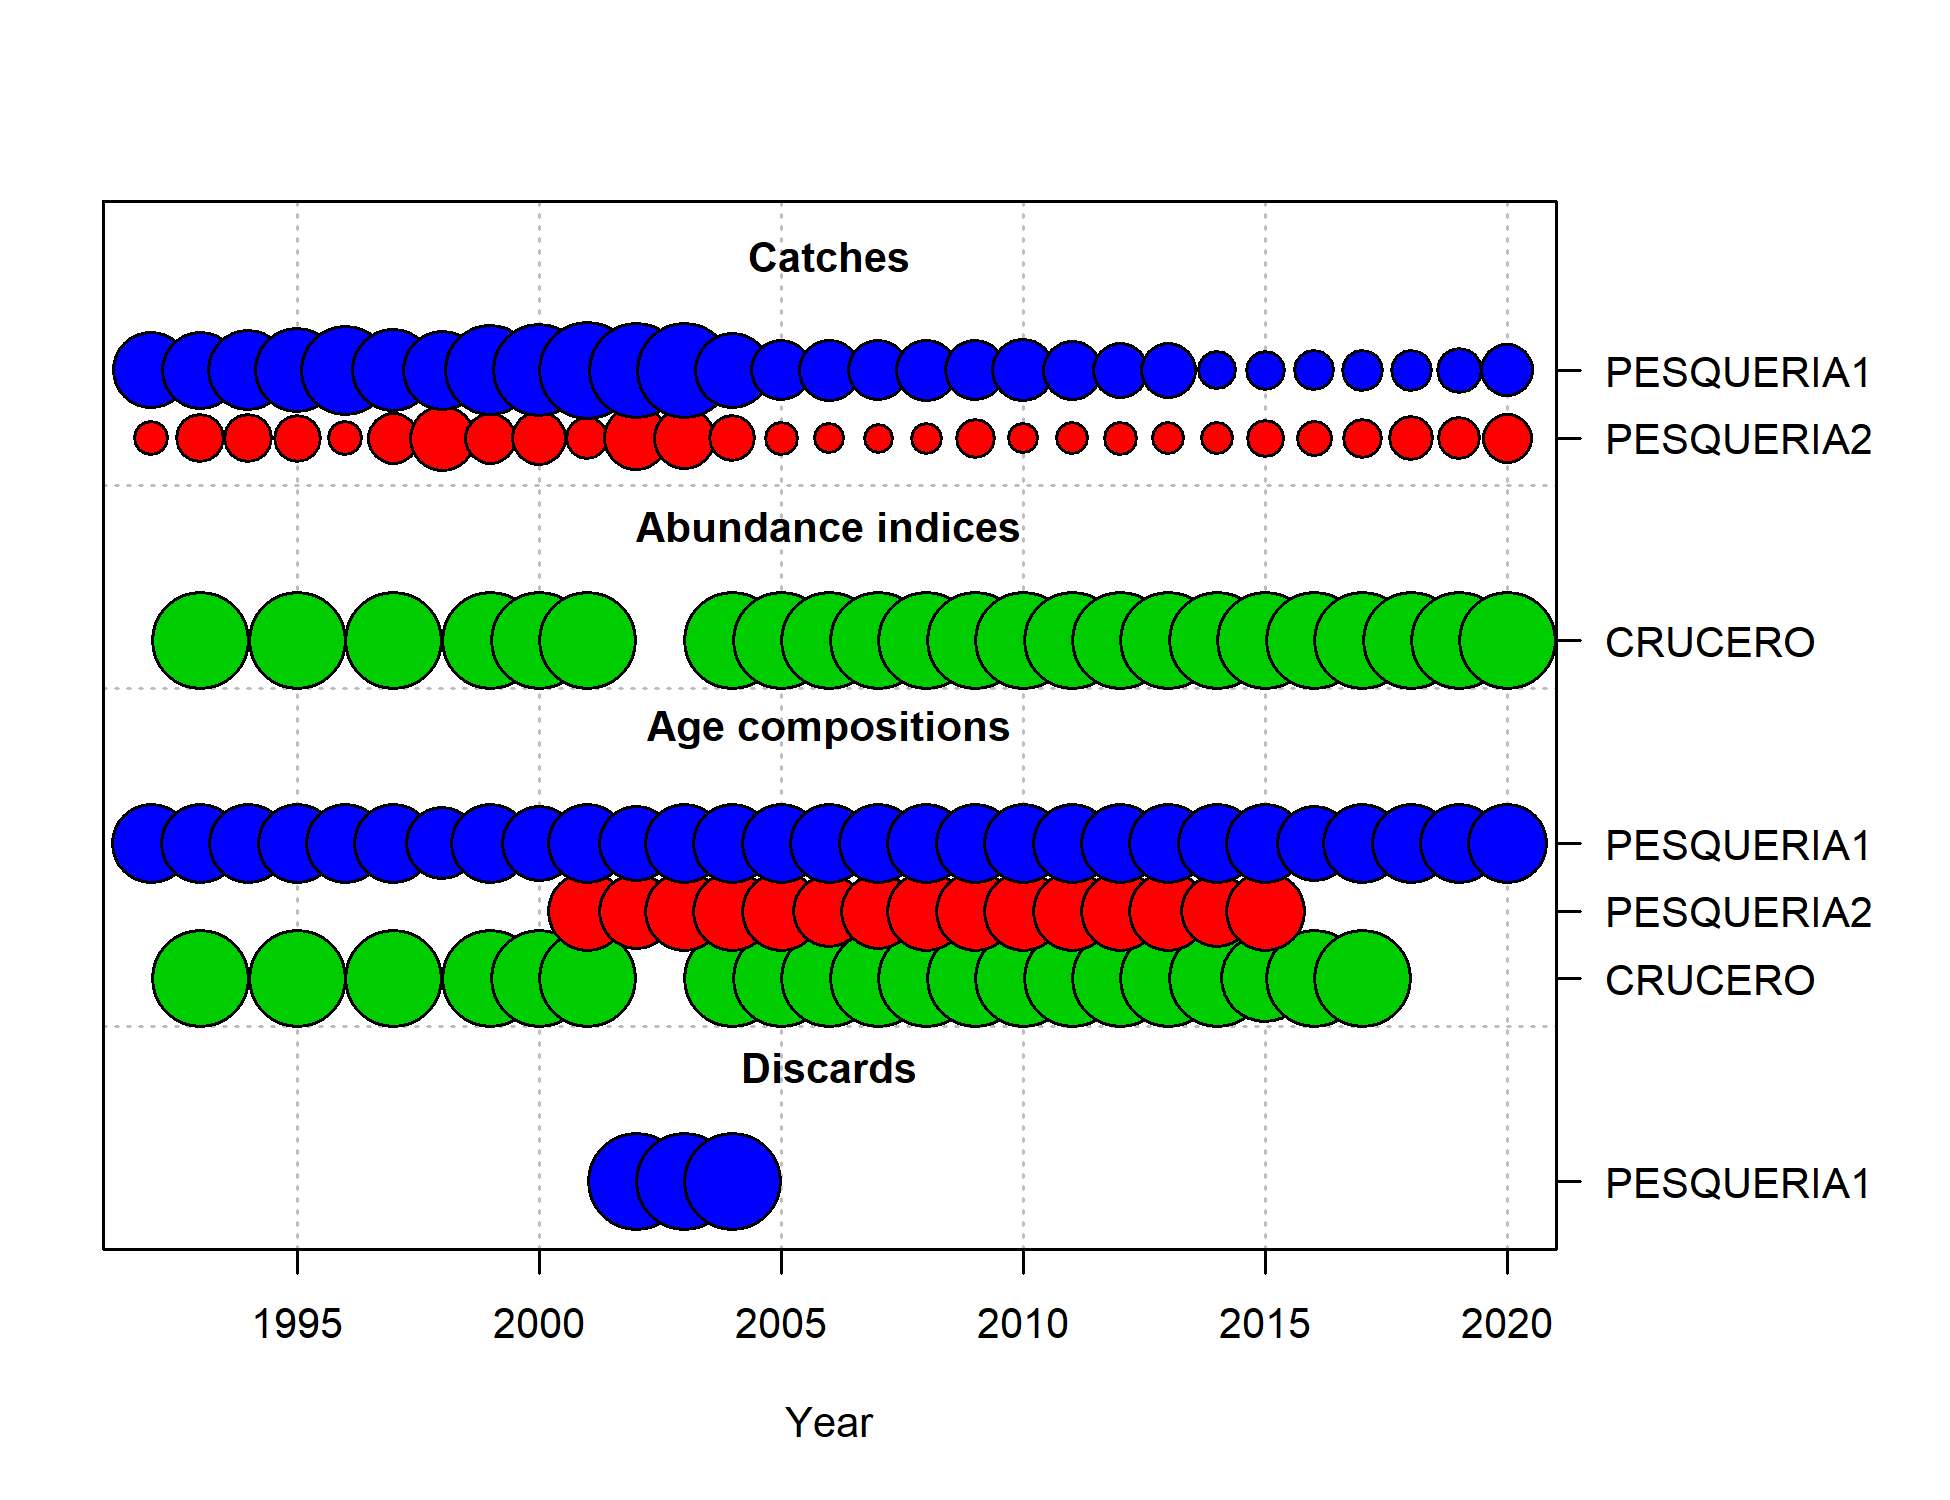 Catches
PESQUERIA1
PESQUERIA2
Abundance indices
CRUCERO
Age compositions
PESQUERIA1
PESQUERIA2
CRUCERO
Discards
PESQUERIA1
1995 2000 2005 2010 2015 2020
Year